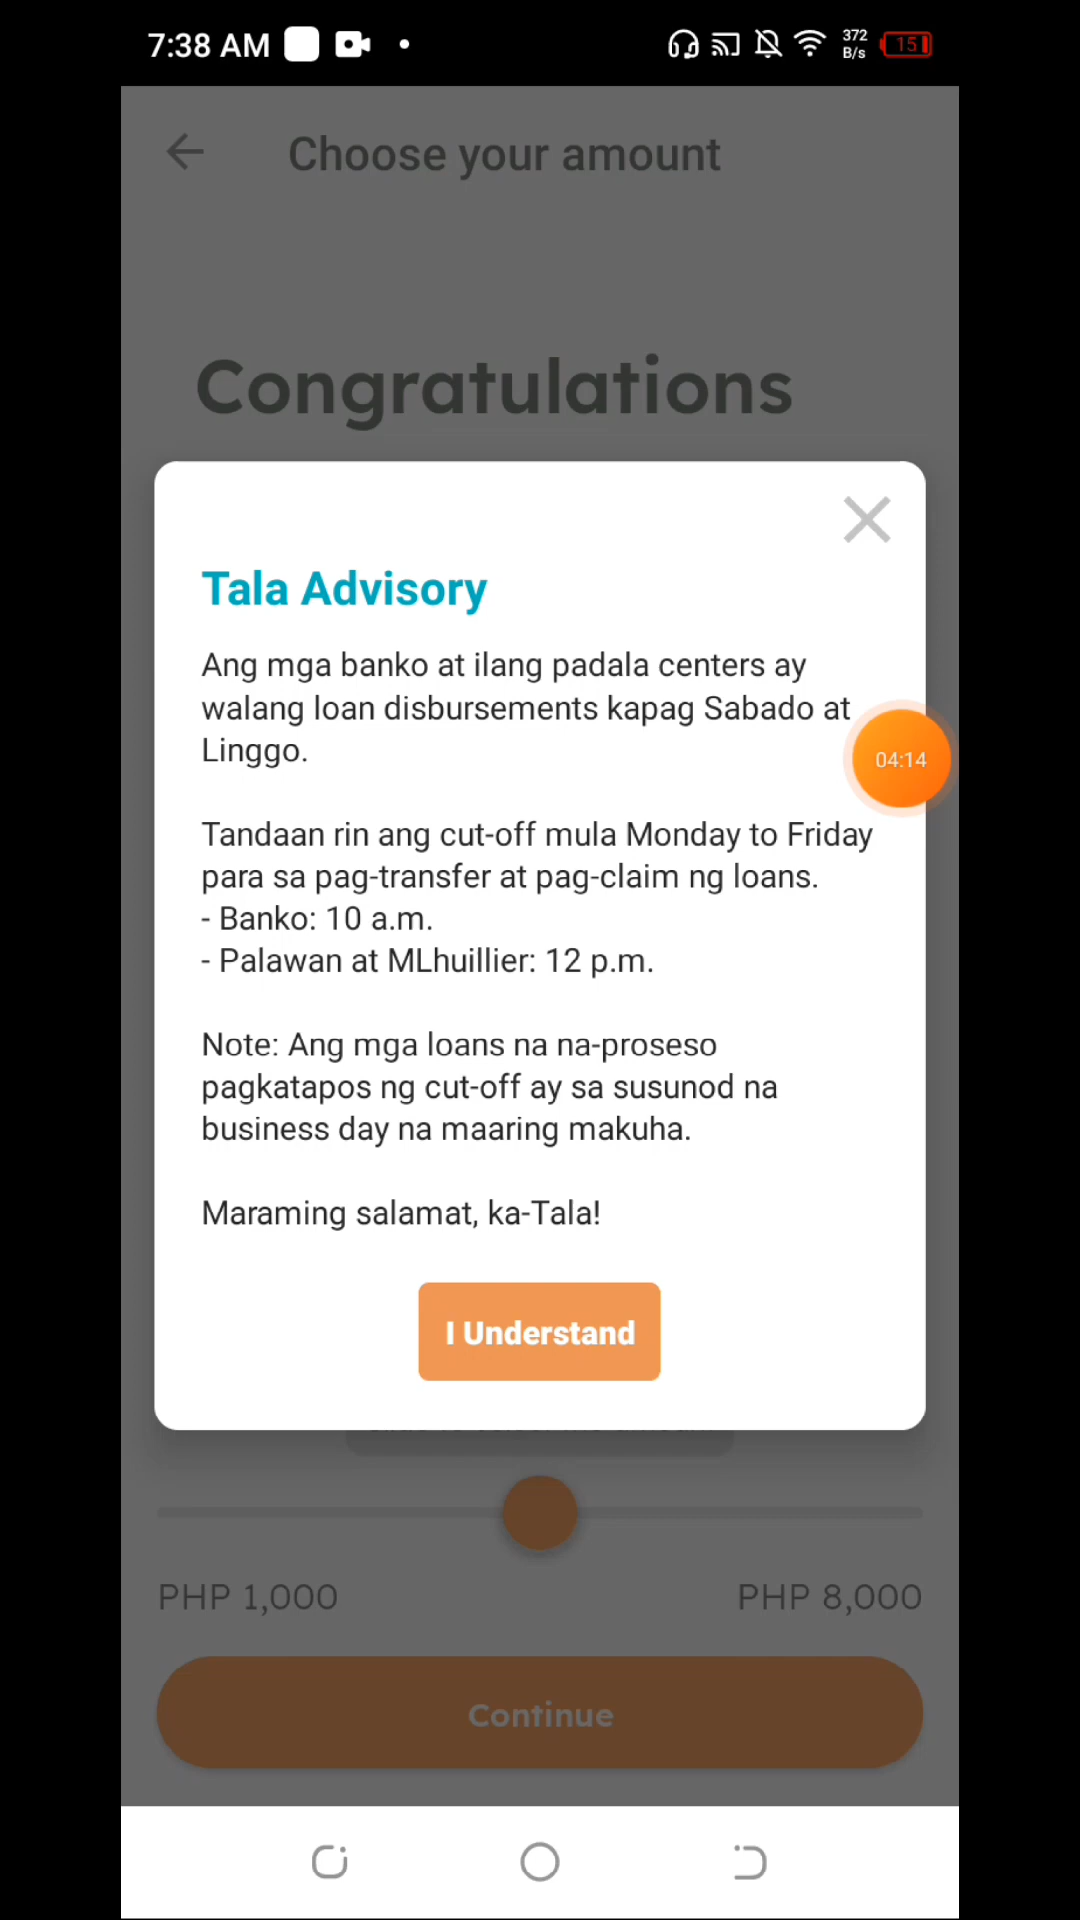 7:38 AM
372
B/s
15
Choose your amount
Congratulations
Tala Advisory
Ang mga banko at ilang padala centers ay
walang loan disbursements kapag Sabado at
Linggo.
04:14
Tandaan rin ang cut-off mula Monday to Friday
para sa pag-transfer at pag-claim ng loans.
- Banko: 10 a.m.
- Palawan at MLhuillier: 12 p.m.
Note: Ang mga loans na na-proseso
pagkatapos ng cut-off ay sa susunod na
business day na maaring makuha.
Maraming salamat, ka-Tala!
I Understand
PHP 1,000
PHP 8,000
Continue